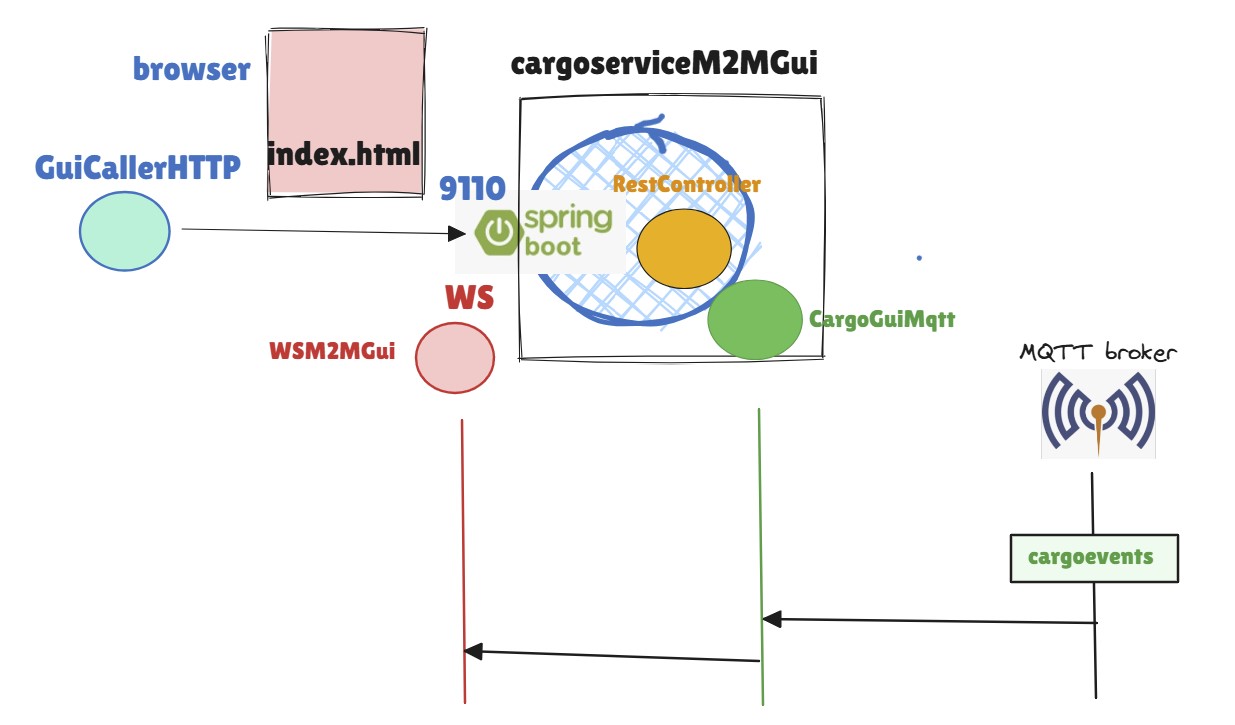 cargoserviceM2MGui
browser
index.html
GuiCallerHTTP
9110
RestController
spring
boot
WS
CargoGuiMqtt
WSM2MGui
MQTT broker
cargoevents